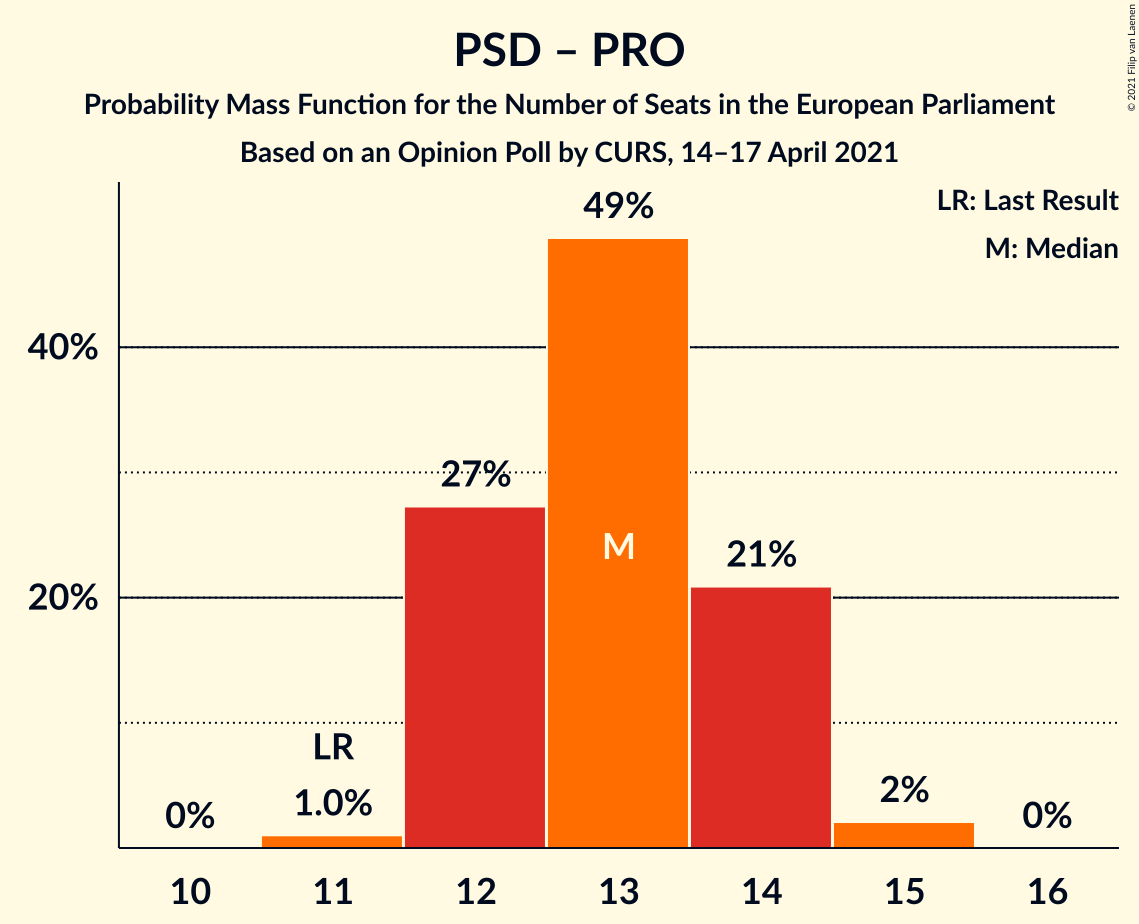 PSD – PRO
Probability Mass Function for the Number of Seats in the European Parliament
Based on an Opinion Poll by CURS, 14–17 April 2021
© 2021 Filip van Laenen
LR: Last Result
M: Median
49%
40%
27%
M
21%
20%
LR
0%
1.0%
2%
0%
10
11
12
13
14
15
16